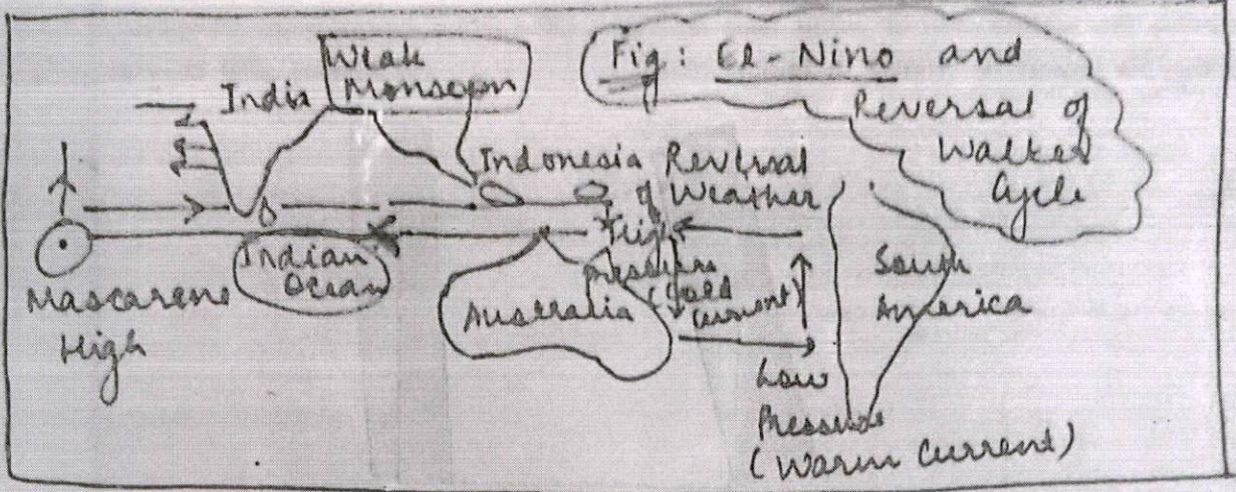 Fig: El-Nino and
Reversal of
Walker
Cycle
Weak
Monsoon
India
Indonesia
Reversal
of Weather
High
Pressure
(Cold
current)
Indian
Ocean
Mascarene
High
Australia
South
America
Low
Pressure
(Warm Current)